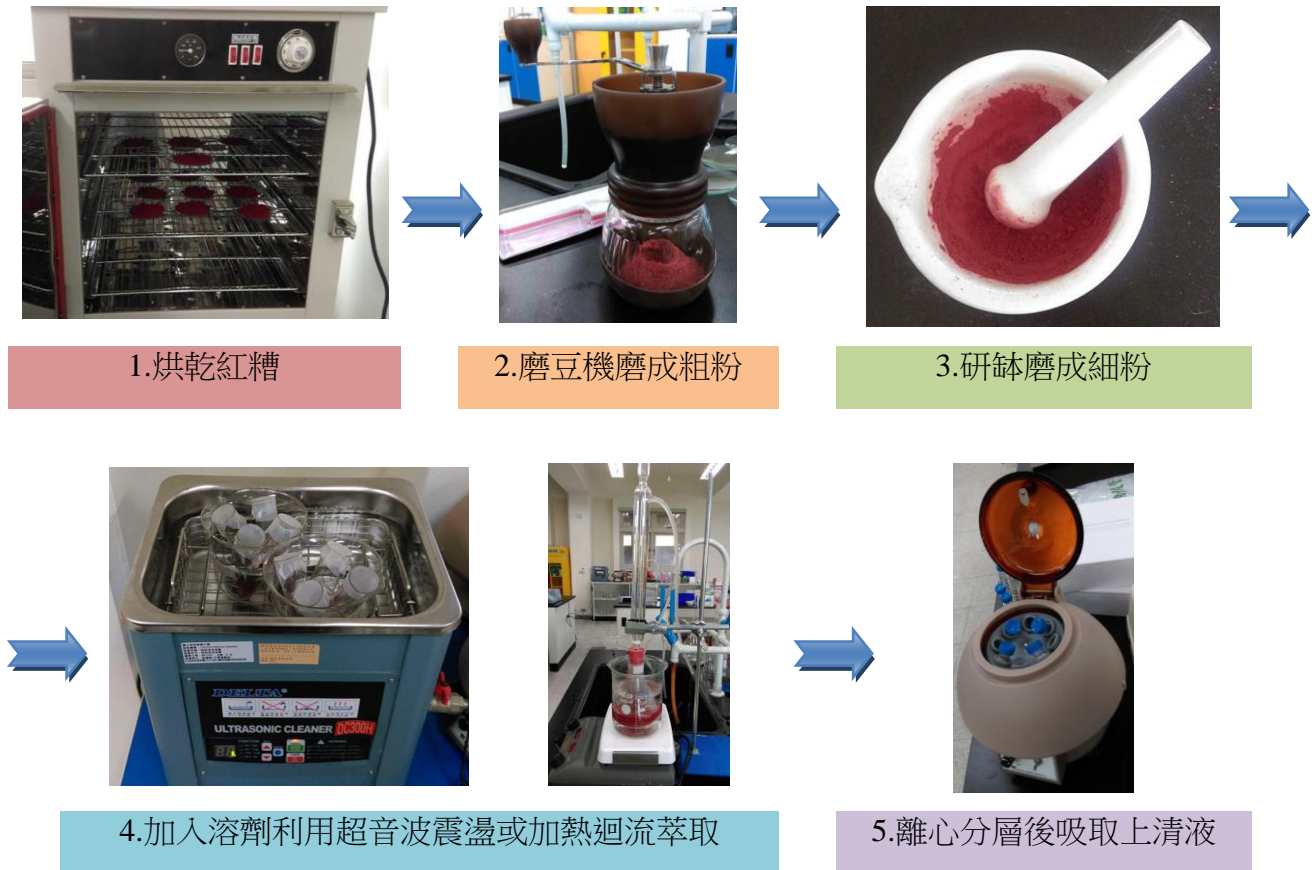 1.烘乾紅糟
2.磨豆機磨成粗粉
3.研缽磨成細粉
DELTA®
ULTRASONIC CLEANER DC300H
4.加入溶劑利用超音波震盪或加熱迴流萃取
5.離心分層後吸取上清液